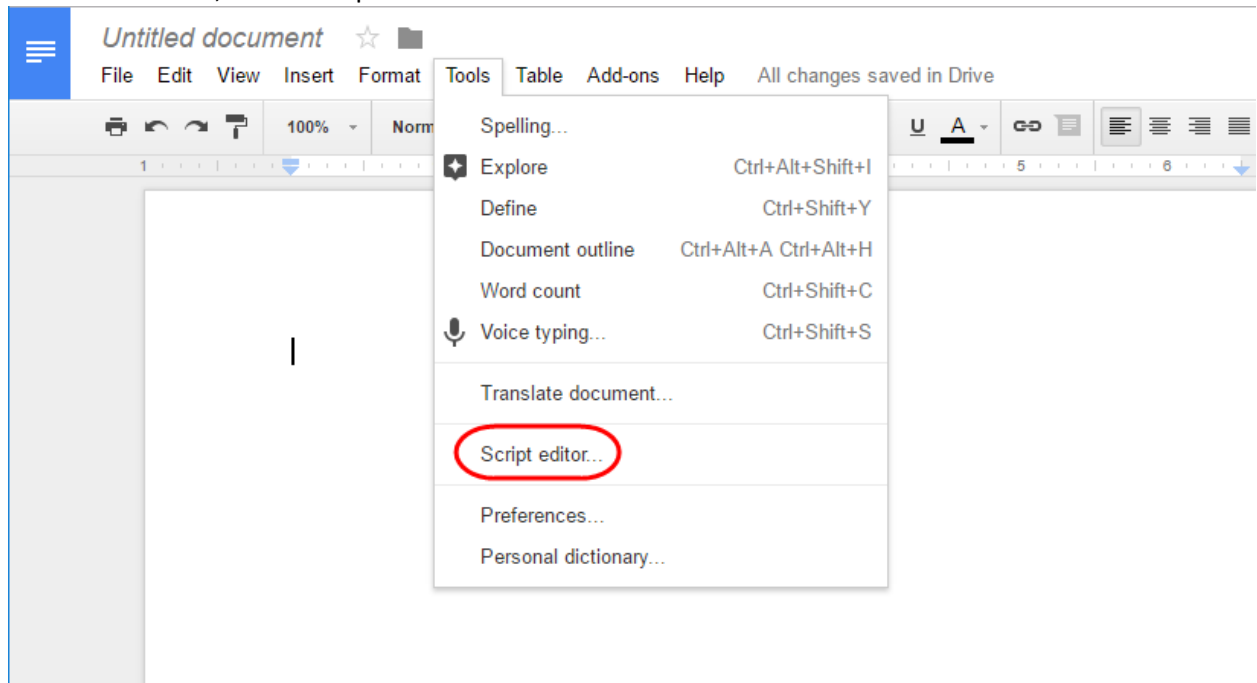 Untitled document
File Edit View Insert Format Tools Table Add-ons Help All changes saved in Drive
100% Norm U A
1 5 6
Spelling...
Explore Ctrl+Alt+Shift+I
Define Ctrl+Shift+Y
Document outline Ctrl+Alt+A Ctrl+Alt+H
Word count Ctrl+Shift+C
Voice typing... Ctrl+Shift+S
Translate document...
Script editor...
Preferences...
Personal dictionary...